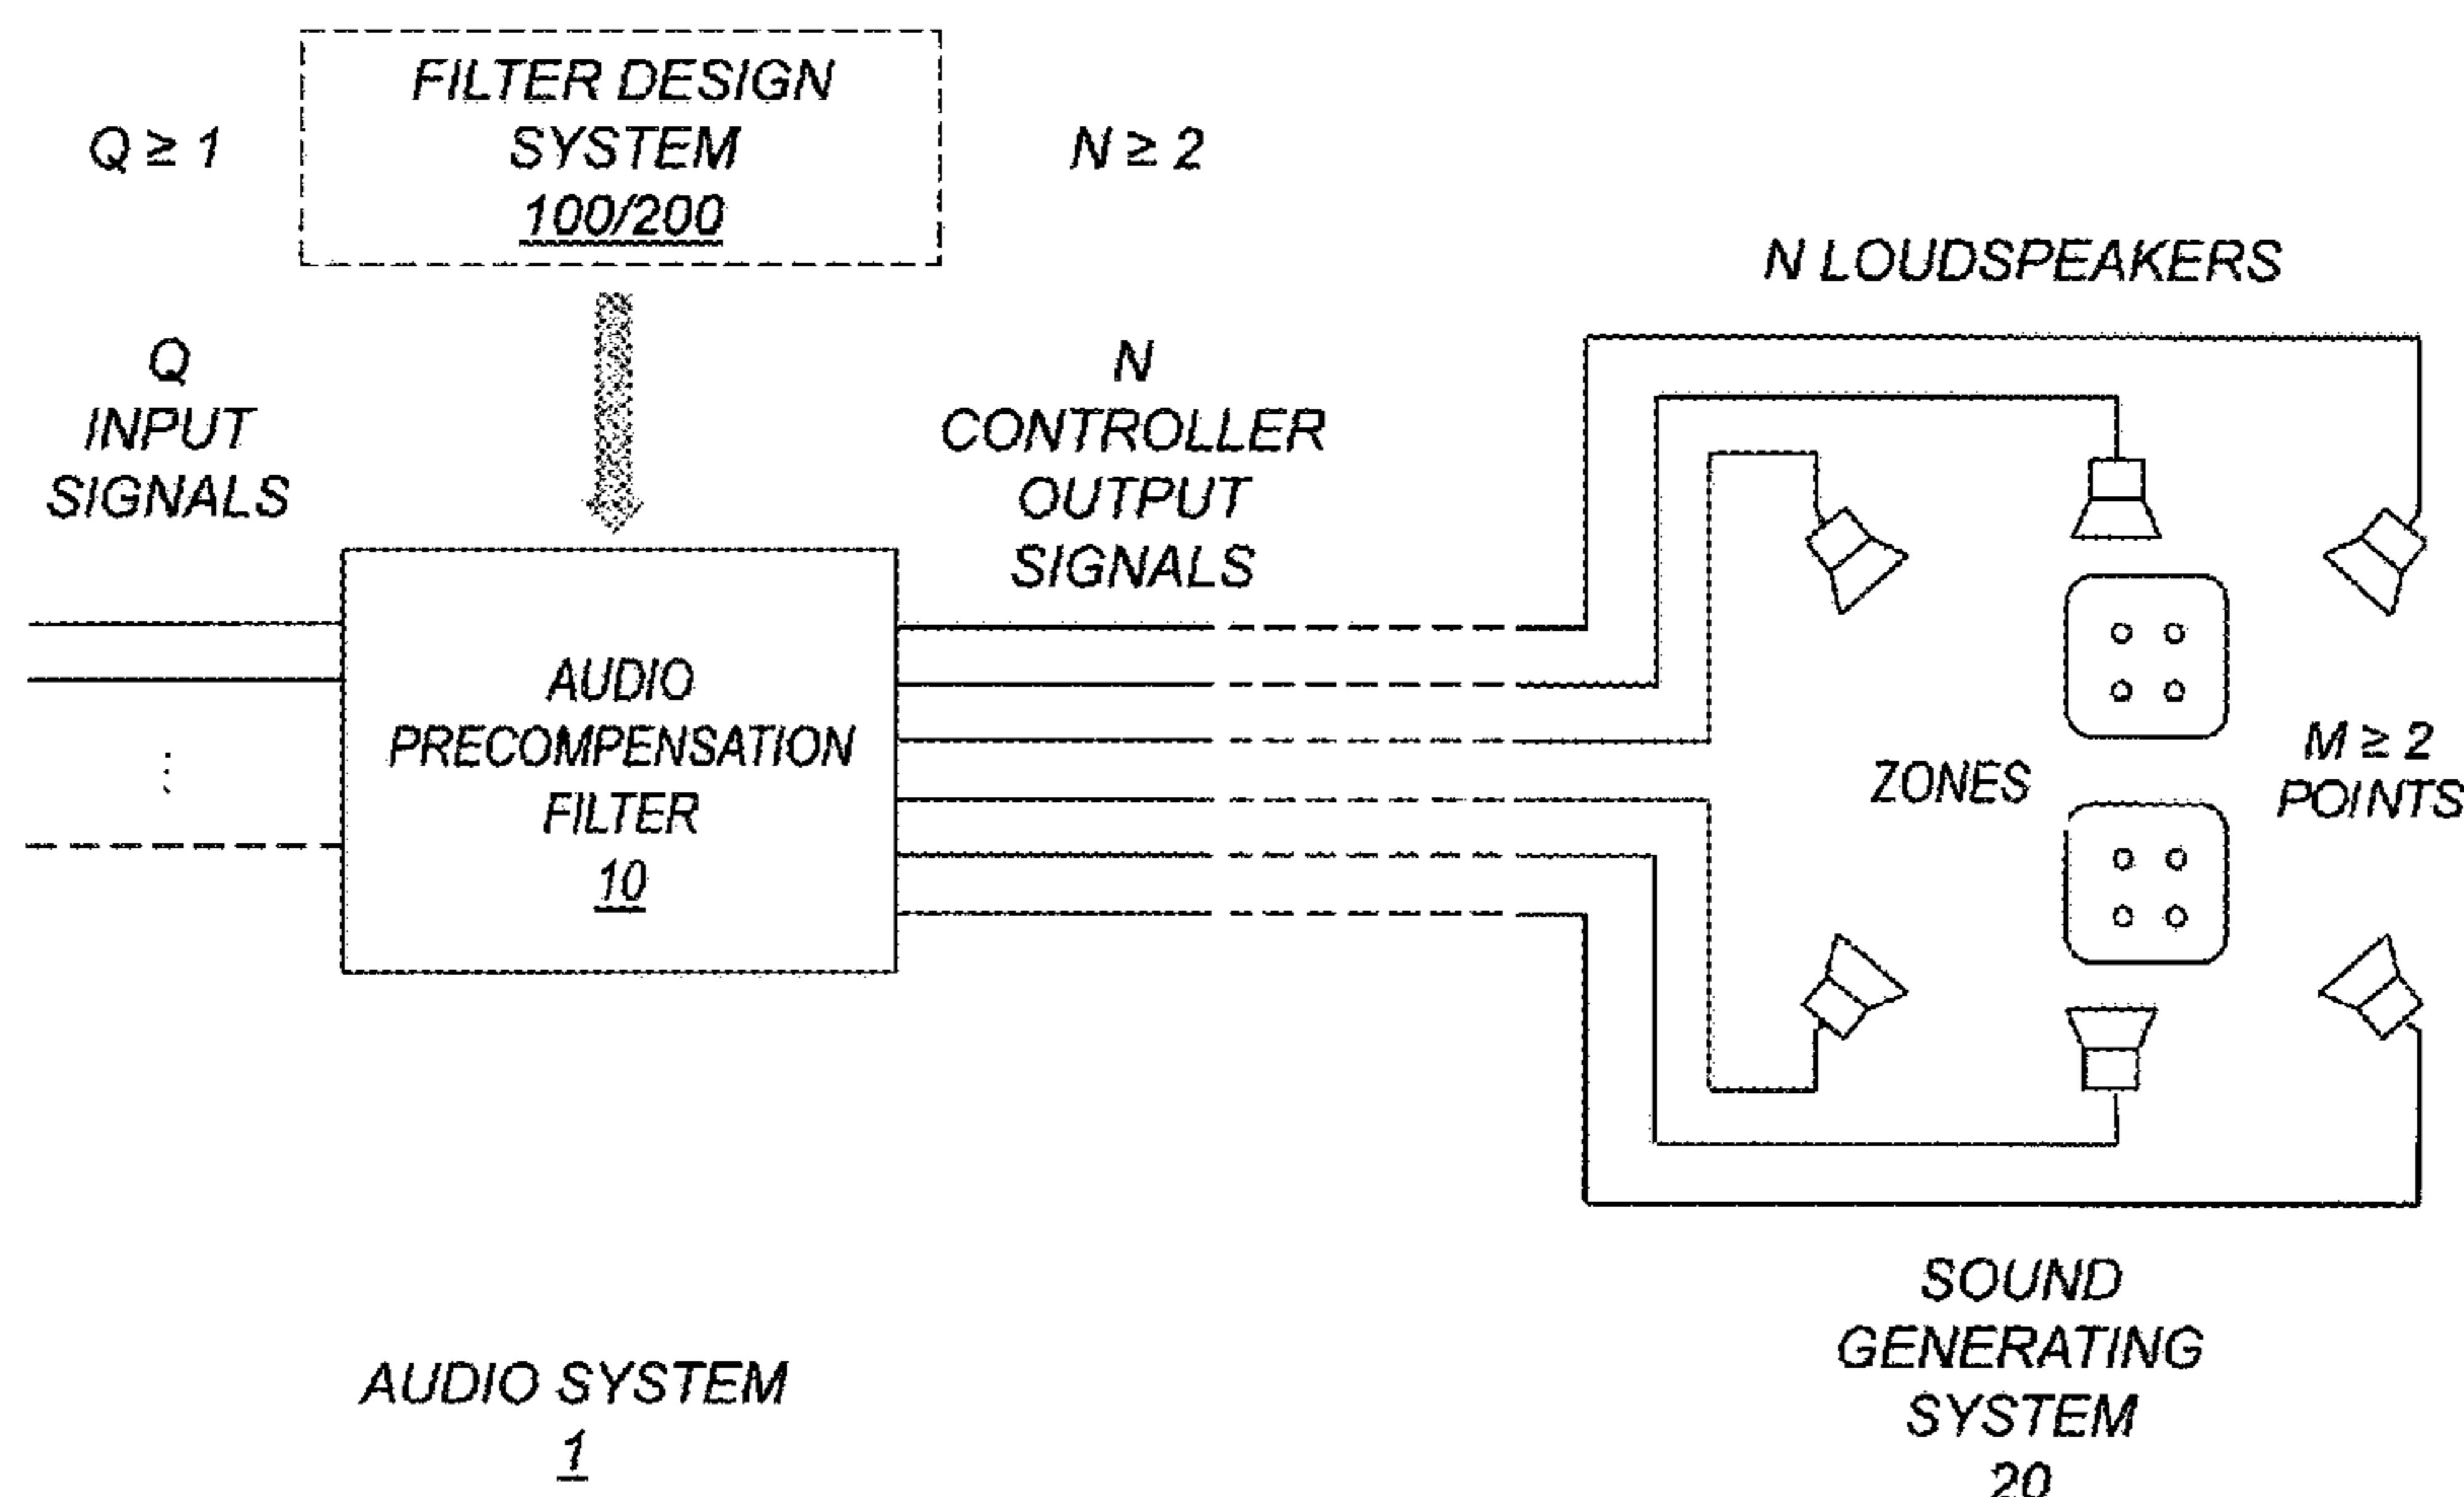 FILTER DESIGN
SYSTEM
100/200
Q ≥ 1
N ≥ 2
N LOUDSPEAKERS
Q
INPUT
SIGNALS
N
CONTROLLER
OUTPUT
SIGNALS
AUDIO
PRECOMPENSATION
FILTER
10
ZONES
M ≥ 2
POINTS
SOUND
GENERATING
SYSTEM
20
AUDIO SYSTEM
1